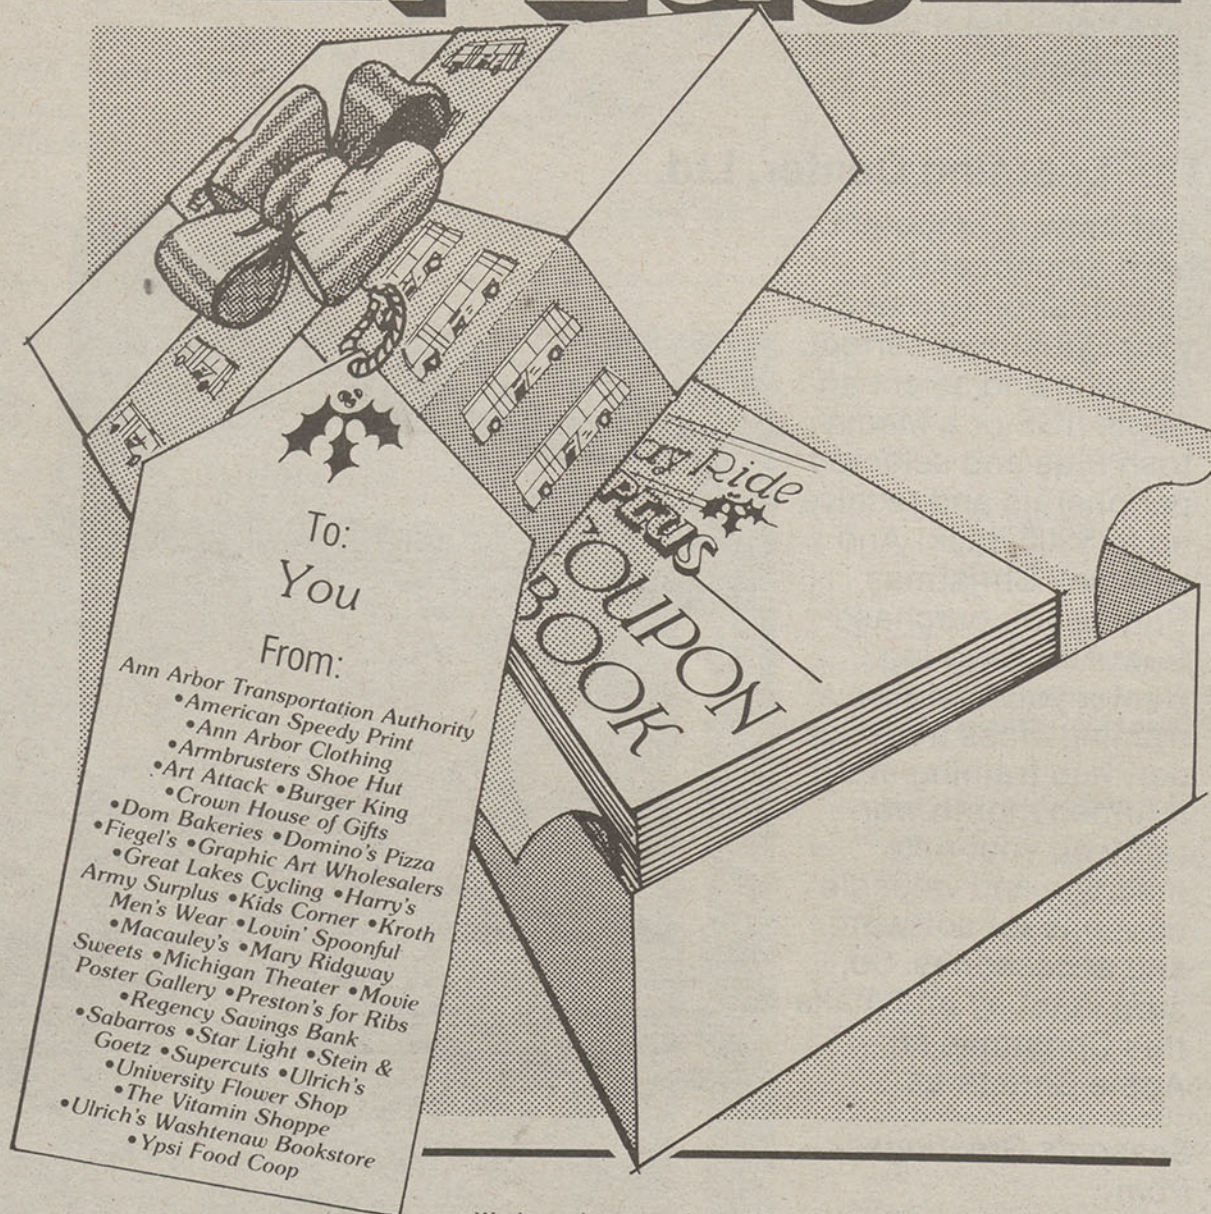 To:
You
From:
Ann Arbor Transportation Authority
•American Speedy Print
•Ann Arbor Clothing
•Armbrusters Shoe Hut
•Art Attack •Burger King
•Crown House of Gifts
•Dom Bakeries •Domino's Pizza
•Fiegel's •Graphic Art Wholesalers
•Great Lakes Cycling •Harry's
Army Surplus •Kids Corner •Kroth
Men's Wear •Lovin' Spoonful
•Macauley's •Mary Ridgway
Sweets •Michigan Theater •Movie
Poster Gallery •Preston's for Ribs
•Regency Savings Bank
•Sabarros •Star Light •Stein &
Goetz •Supercuts •Ulrich's
•University Flower Shop
•The Vitamin Shoppe
•Ulrich's Washtenaw Bookstore
•Ypsi Food Coop
Ride
PLUS
COUPON
BOOK